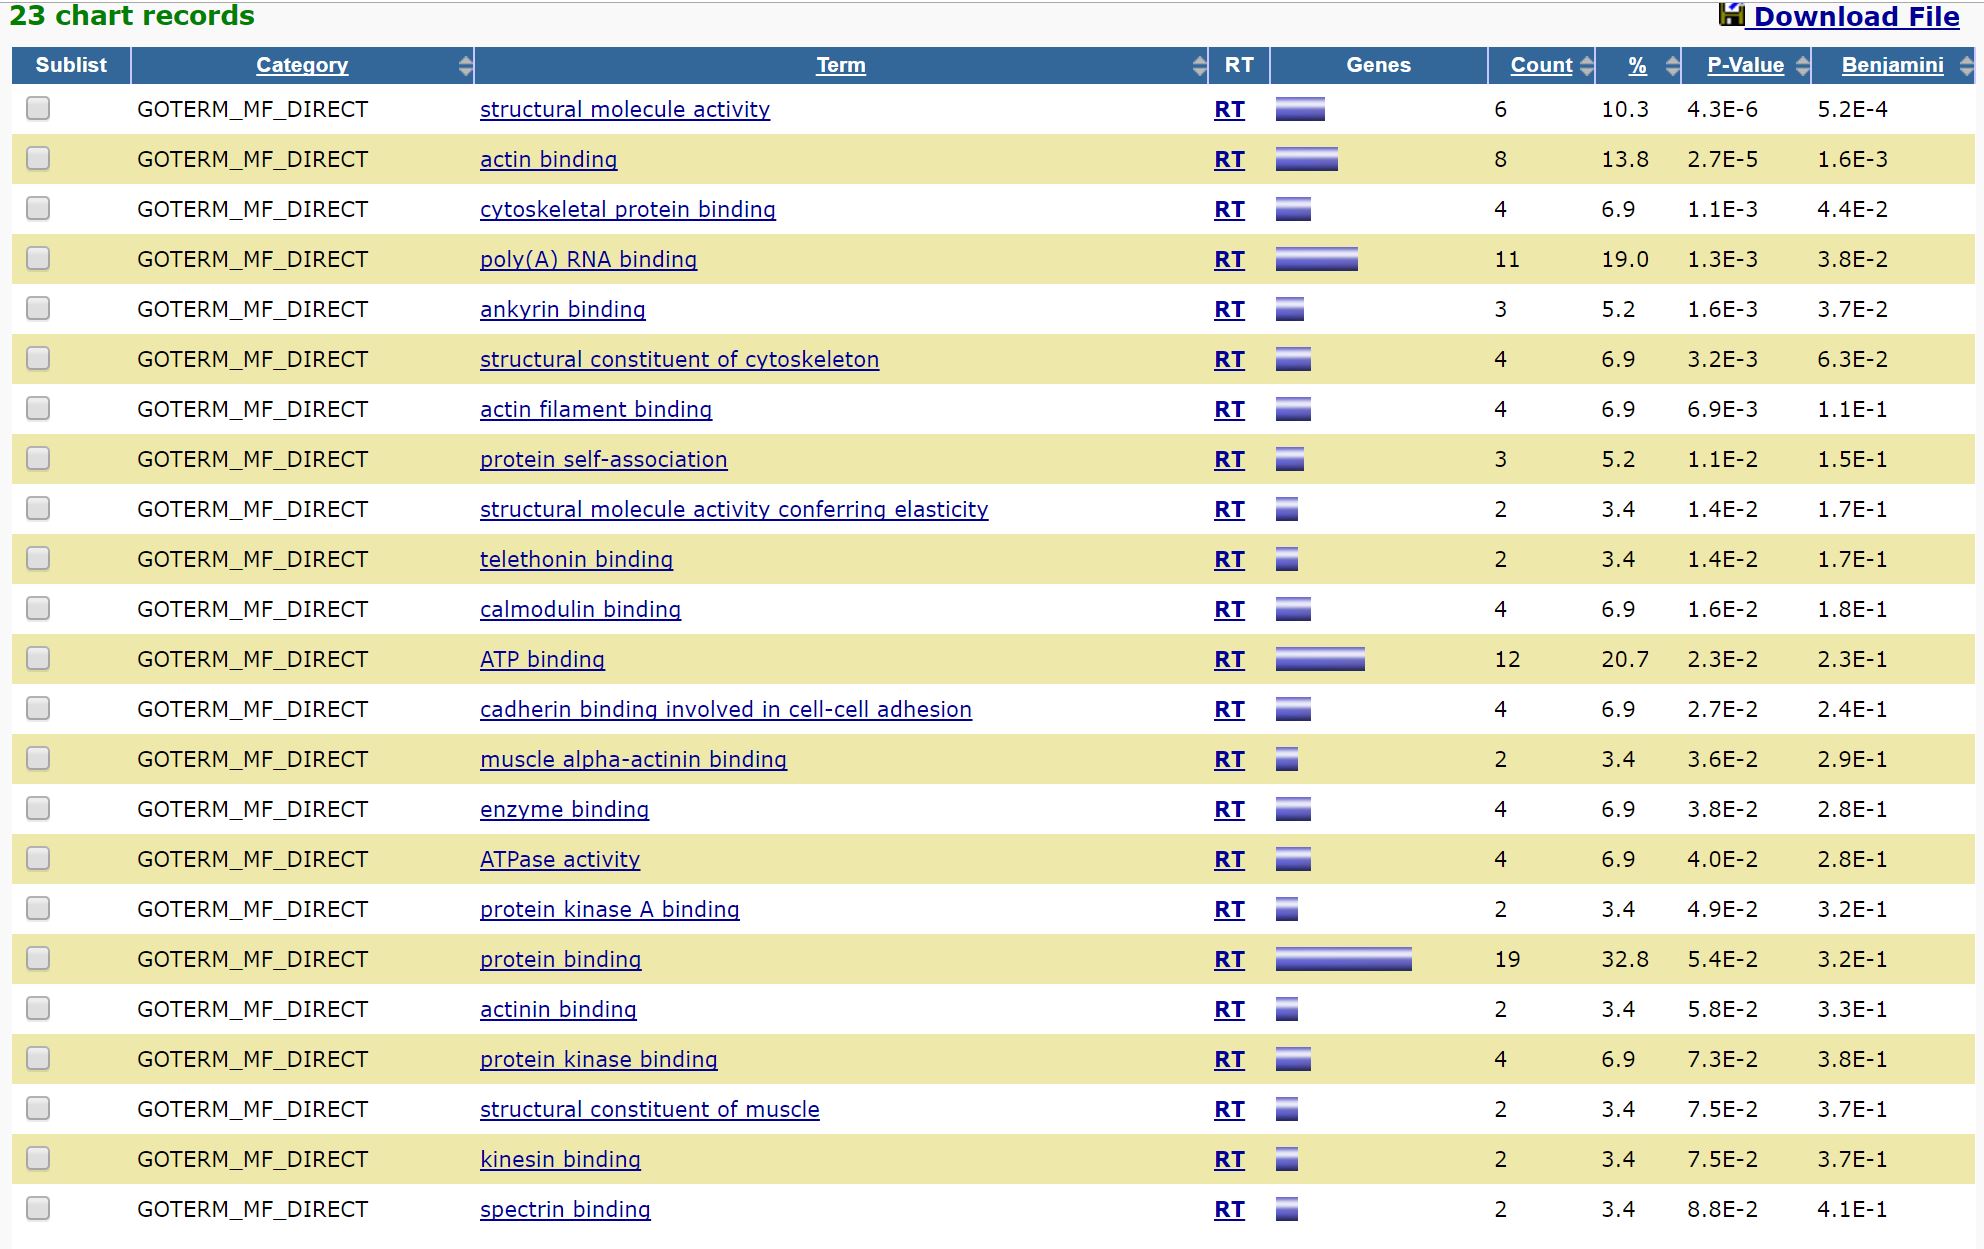 23 chart records
Download File
Sublist Category Term RT Genes Count % P-Value Benjamini
GOTERM_MF_DIRECT structural molecule activity RT 6 10.3 4.3E-6 5.2E-4
GOTERM_MF_DIRECT actin binding RT 8 13.8 2.7E-5 1.6E-3
GOTERM_MF_DIRECT cytoskeletal protein binding RT 4 6.9 1.1E-3 4.4E-2
GOTERM_MF_DIRECT poly(A) RNA binding RT 11 19.0 1.3E-3 3.8E-2
GOTERM_MF_DIRECT ankyrin binding RT 3 5.2 1.6E-3 3.7E-2
GOTERM_MF_DIRECT structural constituent of cytoskeleton RT 4 6.9 3.2E-3 6.3E-2
GOTERM_MF_DIRECT actin filament binding RT 4 6.9 6.9E-3 1.1E-1
GOTERM_MF_DIRECT protein self-association RT 3 5.2 1.1E-2 1.5E-1
GOTERM_MF_DIRECT structural molecule activity conferring elasticity RT 2 3.4 1.4E-2 1.7E-1
GOTERM_MF_DIRECT telethonin binding RT 2 3.4 1.4E-2 1.7E-1
GOTERM_MF_DIRECT calmodulin binding RT 4 6.9 1.6E-2 1.8E-1
GOTERM_MF_DIRECT ATP binding RT 12 20.7 2.3E-2 2.3E-1
GOTERM_MF_DIRECT cadherin binding involved in cell-cell adhesion RT 4 6.9 2.7E-2 2.4E-1
GOTERM_MF_DIRECT muscle alpha-actinin binding RT 2 3.4 3.6E-2 2.9E-1
GOTERM_MF_DIRECT enzyme binding RT 4 6.9 3.8E-2 2.8E-1
GOTERM_MF_DIRECT ATPase activity RT 4 6.9 4.0E-2 2.8E-1
GOTERM_MF_DIRECT protein kinase A binding RT 2 3.4 4.9E-2 3.2E-1
GOTERM_MF_DIRECT protein binding RT 19 32.8 5.4E-2 3.2E-1
GOTERM_MF_DIRECT actinin binding RT 2 3.4 5.8E-2 3.3E-1
GOTERM_MF_DIRECT protein kinase binding RT 4 6.9 7.3E-2 3.8E-1
GOTERM_MF_DIRECT structural constituent of muscle RT 2 3.4 7.5E-2 3.7E-1
GOTERM_MF_DIRECT kinesin binding RT 2 3.4 7.5E-2 3.7E-1
GOTERM_MF_DIRECT spectrin binding RT 2 3.4 8.8E-2 4.1E-1